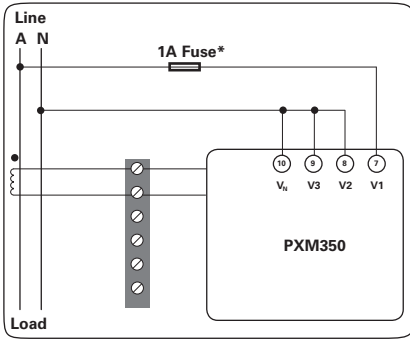 Line
A N
1A Fuse*
10 9 8 7
VN V3 V2 V1
PXM350
Load